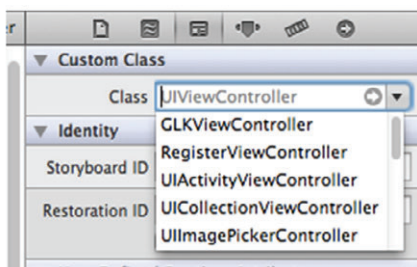 r
Custom Class
Class UIViewController
GLKViewController
Identity
RegisterViewController
Storyboard ID
UIActivityViewController
Restoration ID UICollectionViewController
UIImagePickerController